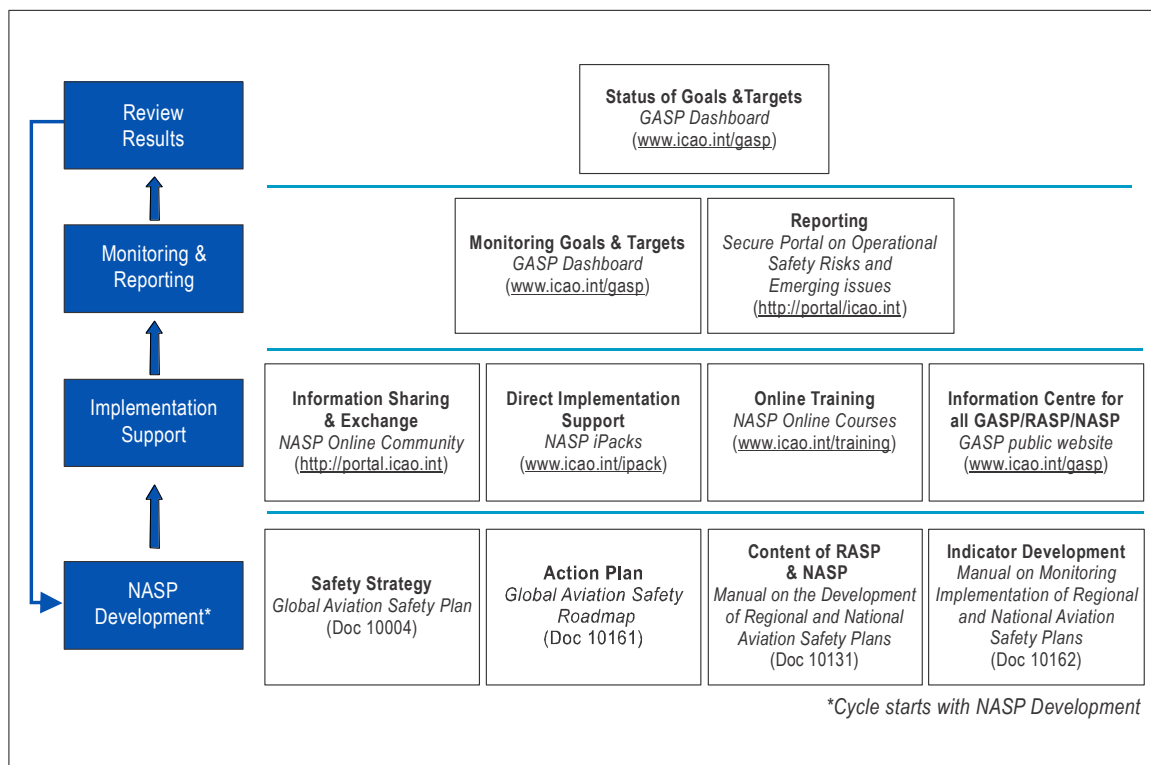 Review
Results
Status of Goals &Targets
GASP Dashboard
(www.icao.int/gasp)
Monitoring &
Reporting
Monitoring Goals & Targets
GASP Dashboard
(www.icao.int/gasp)
Reporting
Secure Portal on Operational
Safety Risks and
Emerging issues
(http://portal/icao.int)
Implementation
Support
Information Sharing
& Exchange
NASP Online Community
(http://portal.icao.int)
Direct Implementation
Support
NASP iPacks
(www.icao.int/ipack)
Online Training
NASP Online Courses
(www.icao.int/training)
Information Centre for
all GASP/RASP/NASP
GASP public website
(www.icao.int/gasp)
NASP
Development*
Safety Strategy
Global Aviation Safety Plan
(Doc 10004)
Action Plan
Global Aviation Safety
Roadmap
(Doc 10161)
Content of RASP
& NASP
Manual on the Development
of Regional and National
Aviation Safety Plans
(Doc 10131)
Indicator Development
Manual on Monitoring
Implementation of Regional
and National Aviation
Safety Plans
(Doc 10162)
*Cycle starts with NASP Development